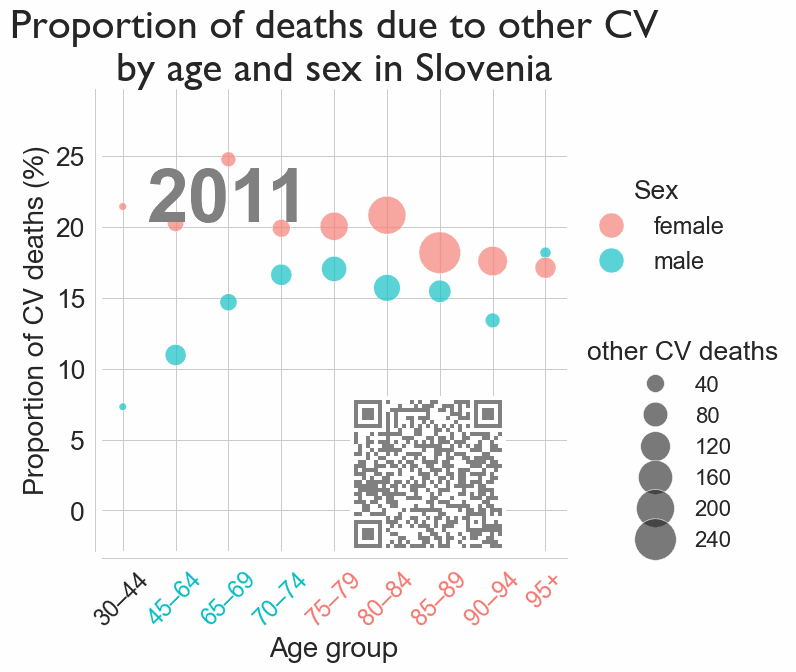 Proportion of deaths due to other CV
by age and sex in Slovenia
Proportion of CV deaths (%)
25
20
15
10
5
0
2011
30–44
45–64
65–69
70–74
75–79
80–84
85–89
90–94
95+
Age group
Sex
female
male
other CV deaths
40
80
120
160
200
240